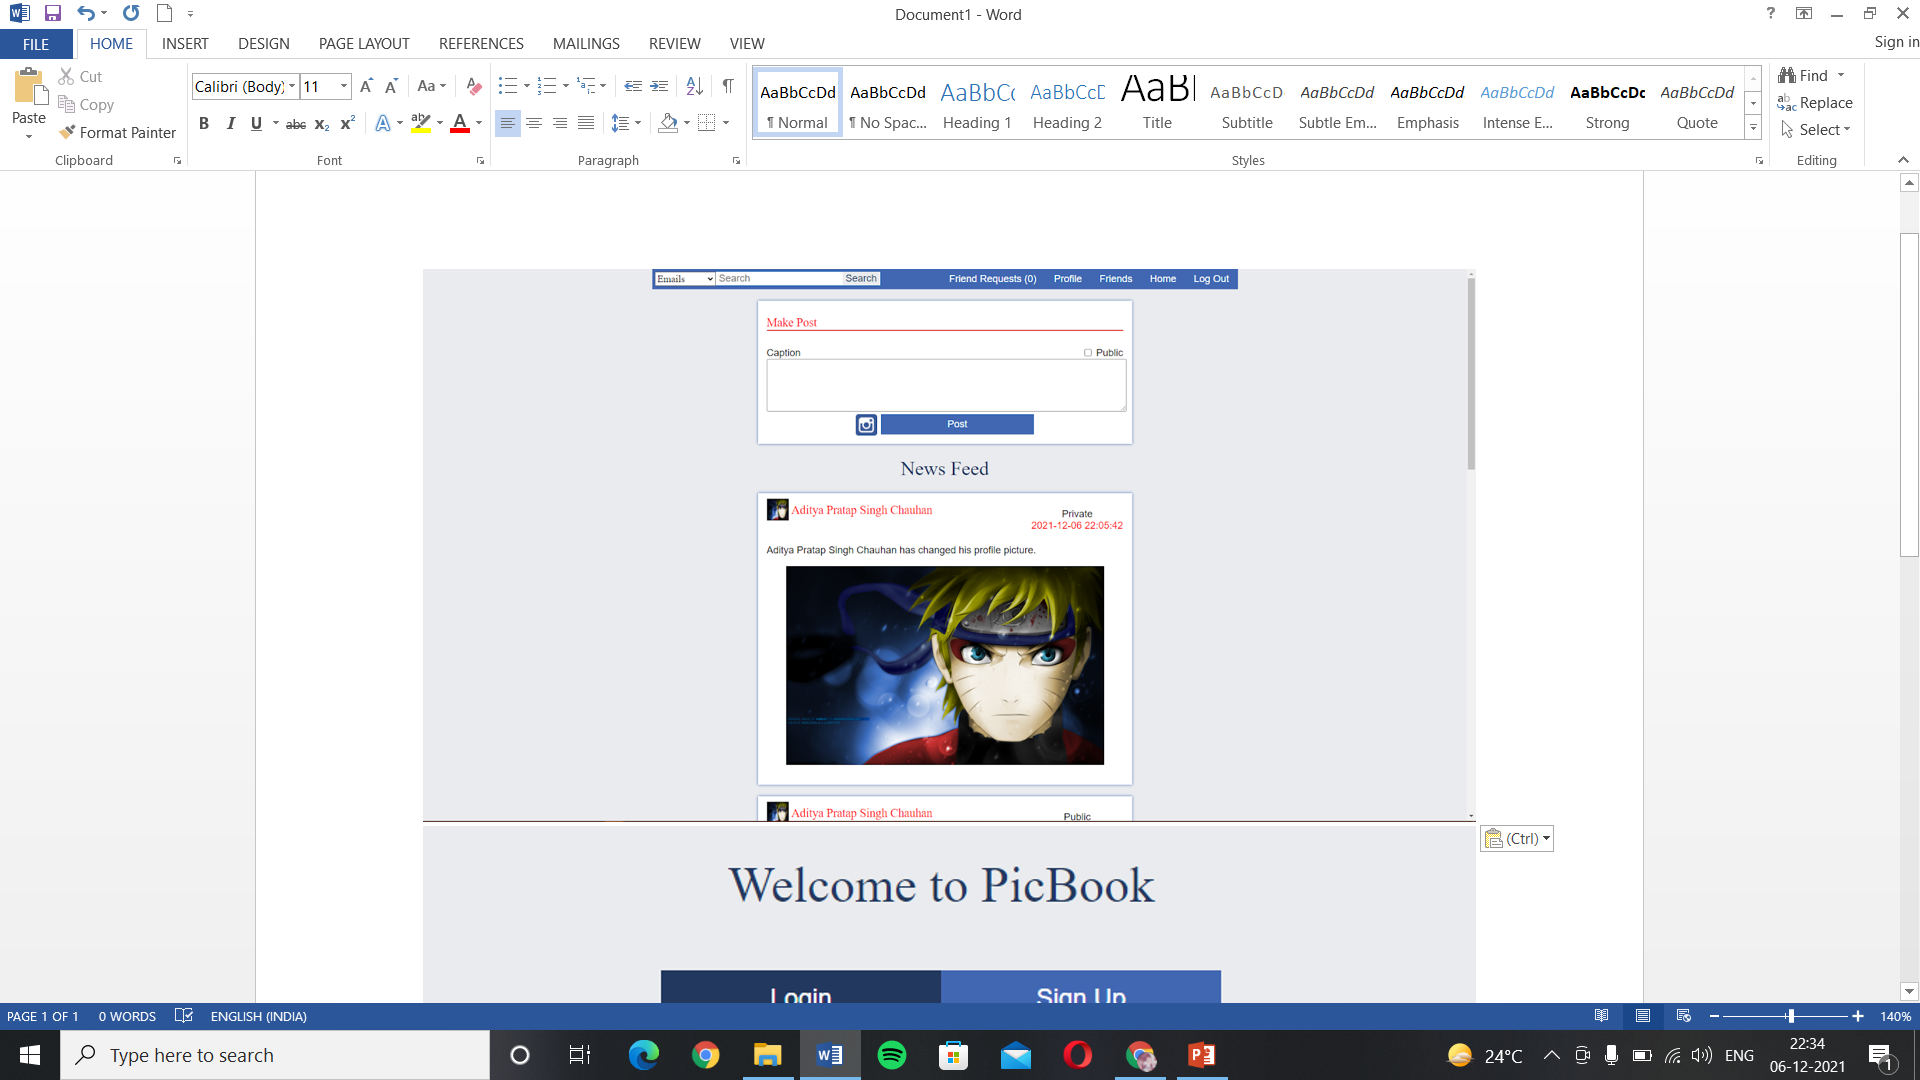 Document1 - Word
Sign in
FILE HOME INSERT DESIGN PAGE LAYOUT REFERENCES MAILINGS REVIEW VIEW
Paste
Cut
Copy
Format Painter
Clipboard
Calibri (Body) 11
Font
Paragraph
AaBbCcDd AaBbCcDd AaBbCc AaBbCcD AaBl AaBbCcD AaBbCcDd AaBbCcDd AaBbCcDd AaBbCcDc AaBbCcDd
¶ Normal ¶ No Spac... Heading 1 Heading 2 Title Subtitle Subtle Em... Emphasis Intense E... Strong Quote
Styles
Find
Replace
Select
Editing
Emails Search Search Friend Requests (0) Profile Friends Home Log Out
Make Post
Caption Public
Post
News Feed
Aditya Pratap Singh Chauhan
Private
2021-12-06 22:05:42
Aditya Pratap Singh Chauhan has changed his profile picture.
Aditya Pratap Singh Chauhan
Public
(Ctrl)
Welcome to PicBook
Login Sign Up
PAGE 1 OF 1 0 WORDS ENGLISH (INDIA) 140%
Type here to search
24°C ENG
22:34
06-12-2021
1